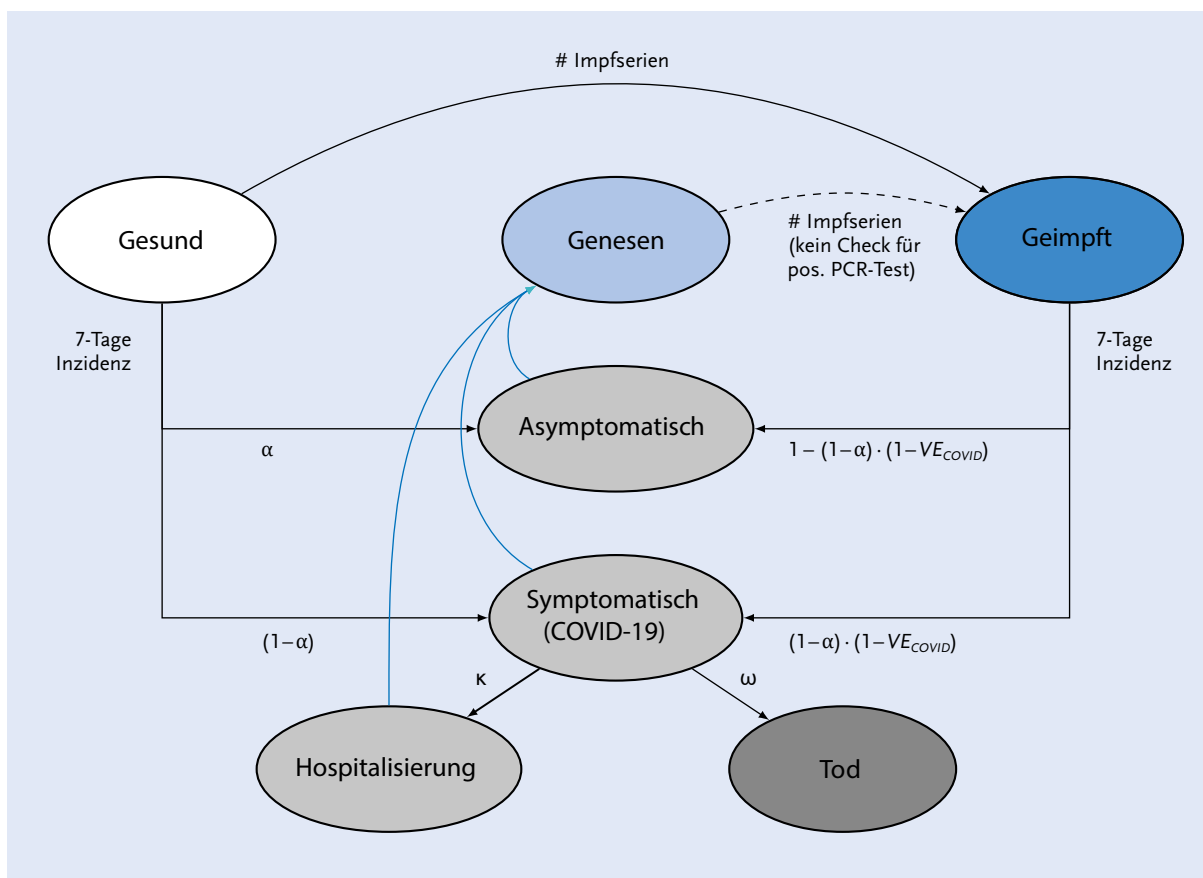 # Impfserien
Gesund
Genesen
# Impfserien
(kein Check für
pos. PCR-Test)
Geimpft
7-Tage
Inzidenz
7-Tage
Inzidenz
Asymptomatisch
α
1 – (1–α) · (1–VE_COVID)
Symptomatisch
(COVID-19)
(1–α)
(1–α) · (1–VE_COVID)
κ
ω
Hospitalisierung
Tod